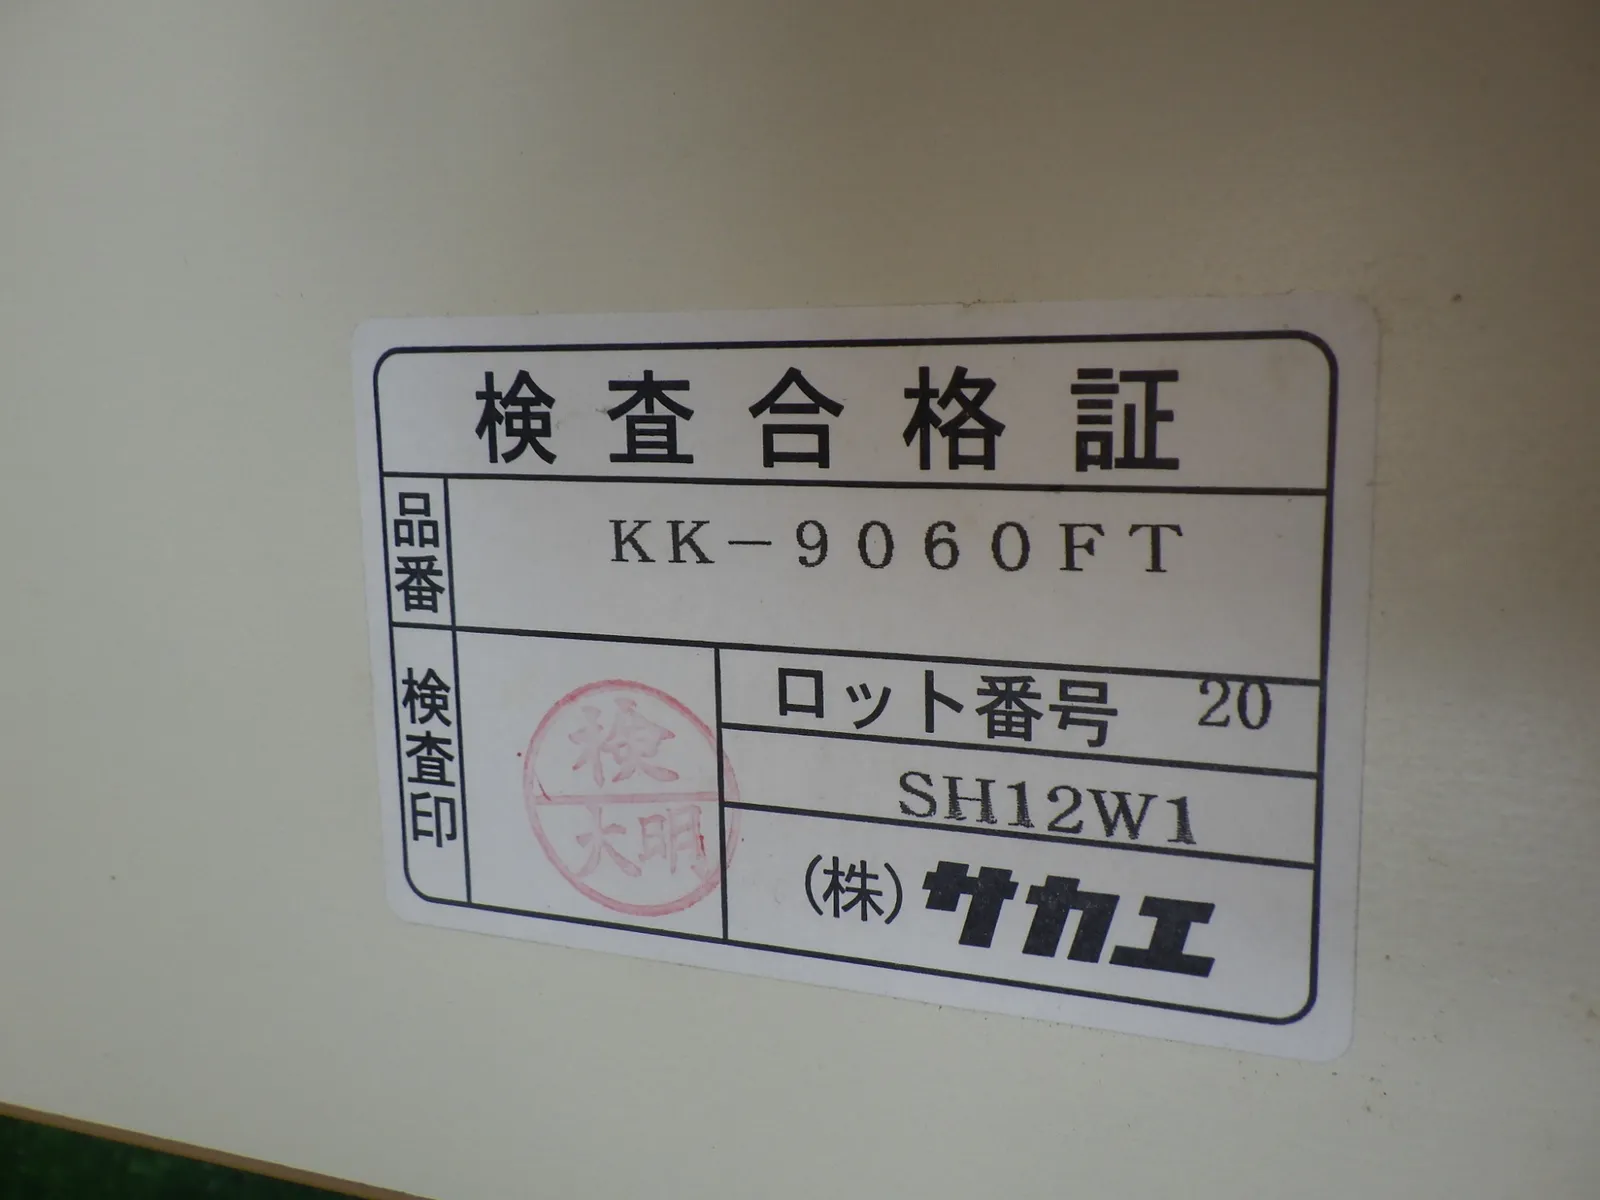 検査合格証
品番 KK-9060FT
検査印
検
大明
ロット番号 20
SH12W1
(株)サカエ